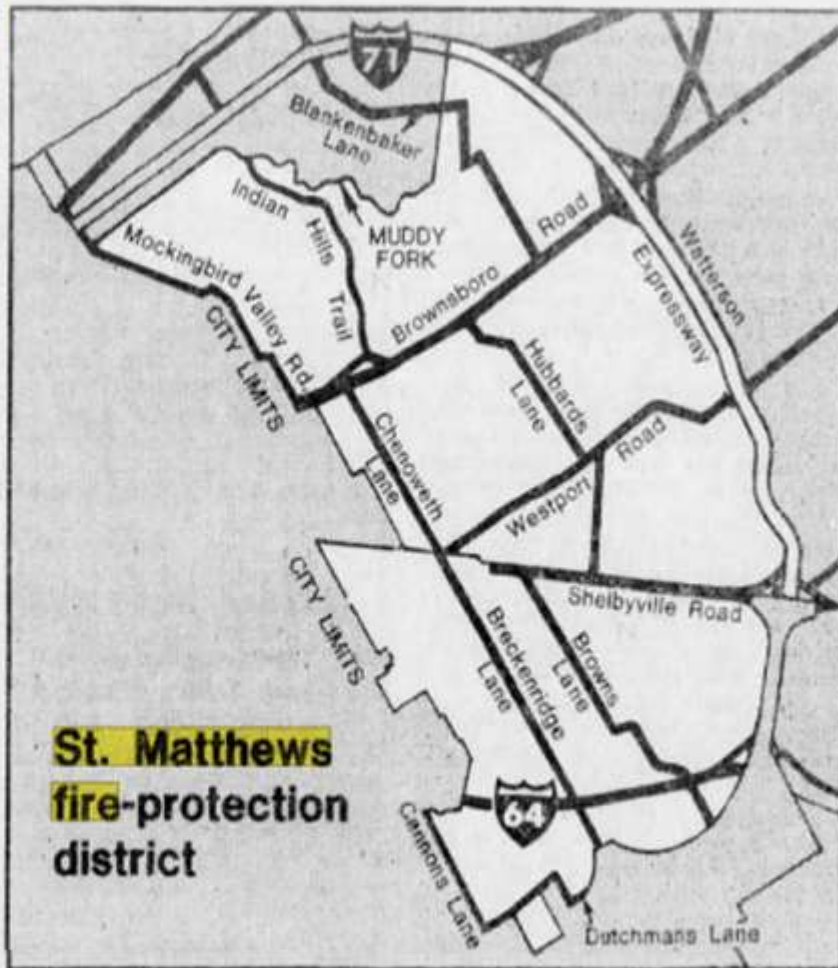 71
Blankenbaker
Lane
Indian
Hills
Trail
MUDDY
FORK
Mockingbird Valley Rd.
CITY LIMITS
Brownsboro
Road
Watterson
Expressway
Hubbards
Lane
Chenoweth
Lane
Westport
Road
CITY LIMITS
Shelbyville Road
Breckenridge
Lane
Browns
Lane
St. Matthews
fire-protection
district
64
Cannons Lane
Dutchmans Lane